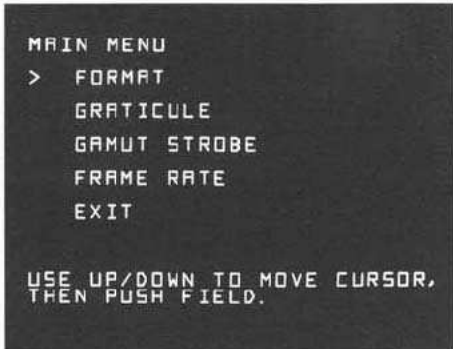 MAIN MENU
> FORMAT
GRATICULE
GAMUT STROBE
FRAME RATE
EXIT
USE UP/DOWN TO MOVE CURSOR,
THEN PUSH FIELD.